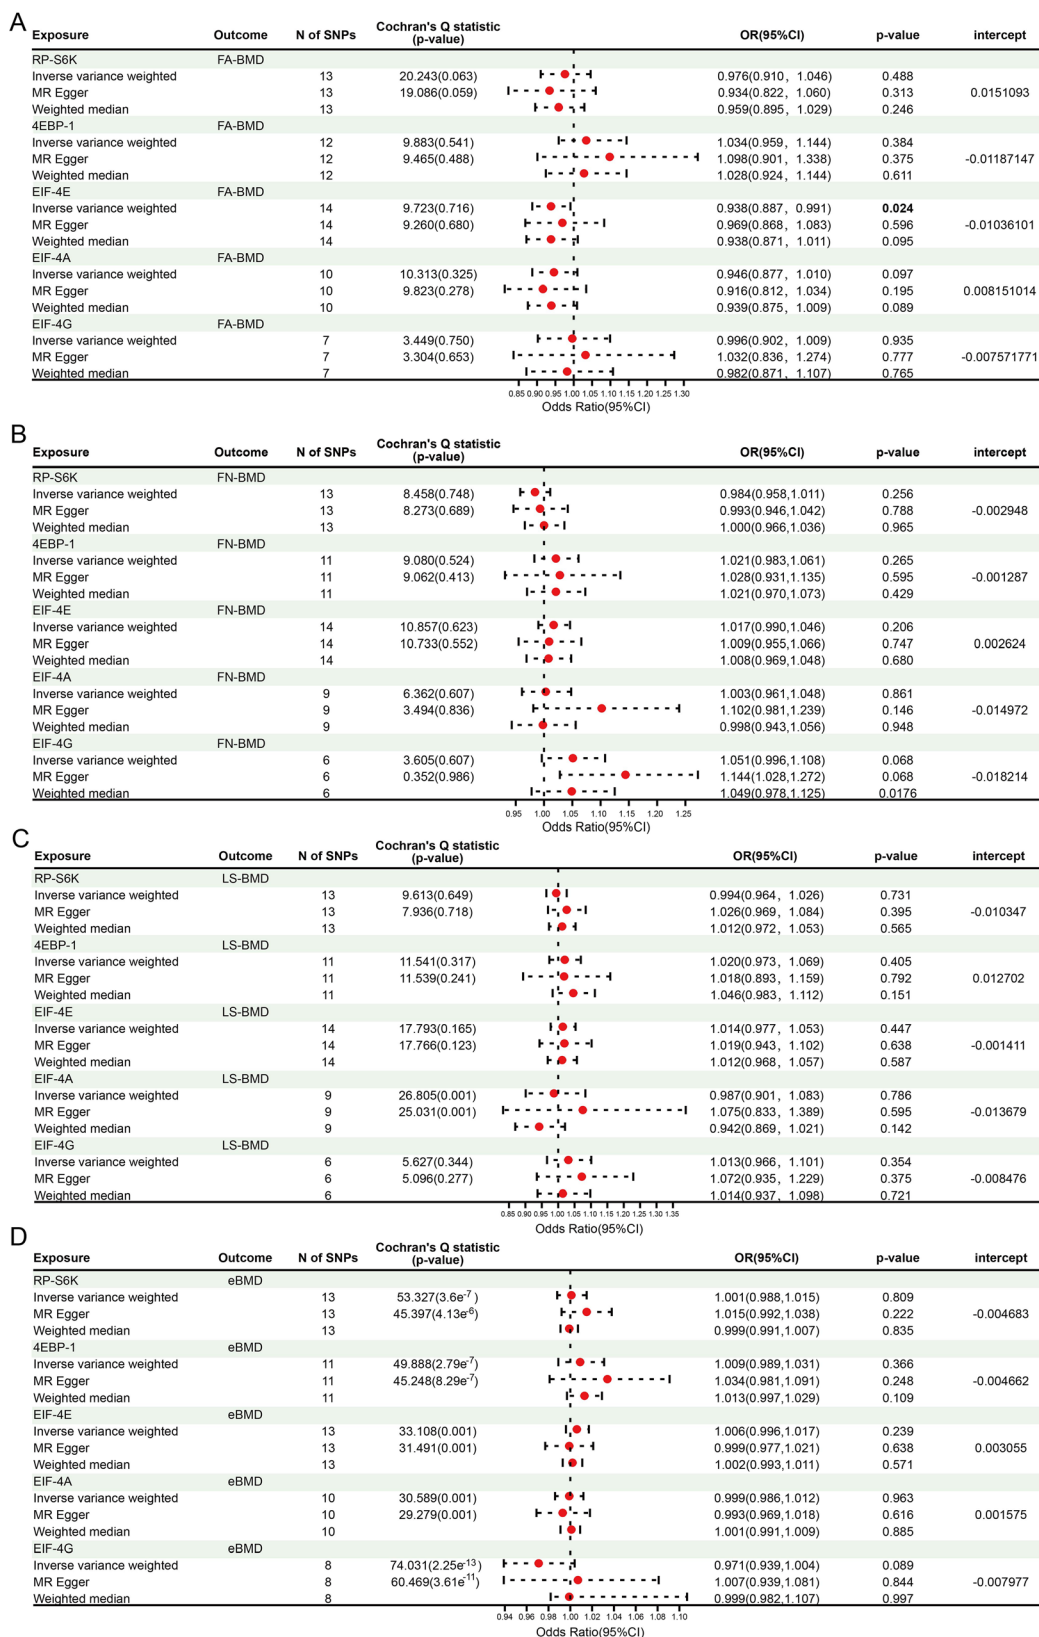 A
Exposure Outcome N of SNPs Cochran's Q statistic (p-value) OR(95%CI) p-value intercept
RP-S6K FA-BMD
Inverse variance weighted 13 20.243(0.063) 0.976(0.910, 1.046) 0.488
MR Egger 13 19.086(0.059) 0.934(0.822, 1.060) 0.313 0.0151093
Weighted median 13 0.959(0.895, 1.029) 0.246
4EBP-1 FA-BMD
Inverse variance weighted 12 9.883(0.541) 1.034(0.959, 1.144) 0.384
MR Egger 12 9.465(0.488) 1.098(0.901, 1.338) 0.375 -0.01187147
Weighted median 12 1.028(0.924, 1.144) 0.611
EIF-4E FA-BMD
Inverse variance weighted 14 9.723(0.716) 0.938(0.887, 0.991) 0.024
MR Egger 14 9.260(0.680) 0.969(0.868, 1.083) 0.596 -0.01036101
Weighted median 14 0.938(0.871, 1.011) 0.095
EIF-4A FA-BMD
Inverse variance weighted 10 10.313(0.325) 0.946(0.877, 1.010) 0.097
MR Egger 10 9.823(0.278) 0.916(0.812, 1.034) 0.195 0.008151014
Weighted median 10 0.939(0.875, 1.009) 0.089
EIF-4G FA-BMD
Inverse variance weighted 7 3.449(0.750) 0.996(0.902, 1.009) 0.935
MR Egger 7 3.304(0.653) 1.032(0.836, 1.274) 0.777 -0.007571771
Weighted median 7 0.982(0.871, 1.107) 0.765
0.85 0.90 0.95 1.00 1.05 1.10 1.15 1.20 1.25 1.30
Odds Ratio(95%CI)
B
Exposure Outcome N of SNPs Cochran's Q statistic (p-value) OR(95%CI) p-value intercept
RP-S6K FN-BMD
Inverse variance weighted 13 8.458(0.748) 0.984(0.958,1.011) 0.256
MR Egger 13 8.273(0.689) 0.993(0.946,1.042) 0.788 -0.002948
Weighted median 13 1.000(0.966,1.036) 0.965
4EBP-1 FN-BMD
Inverse variance weighted 11 9.080(0.524) 1.021(0.983,1.061) 0.265
MR Egger 11 9.062(0.413) 1.028(0.931,1.135) 0.595 -0.001287
Weighted median 11 1.021(0.970,1.073) 0.429
EIF-4E FN-BMD
Inverse variance weighted 14 10.857(0.623) 1.017(0.990,1.046) 0.206
MR Egger 14 10.733(0.552) 1.009(0.955,1.066) 0.747 0.002624
Weighted median 14 1.008(0.969,1.048) 0.680
EIF-4A FN-BMD
Inverse variance weighted 9 6.362(0.607) 1.003(0.961,1.048) 0.861
MR Egger 9 3.494(0.836) 1.102(0.981,1.239) 0.146 -0.014972
Weighted median 9 0.998(0.943,1.056) 0.948
EIF-4G FN-BMD
Inverse variance weighted 6 3.605(0.607) 1.051(0.996,1.108) 0.068
MR Egger 6 0.352(0.986) 1.144(1.028,1.272) 0.068 -0.018214
Weighted median 6 1.049(0.978,1.125) 0.0176
0.95 1.00 1.05 1.10 1.15 1.20 1.25
Odds Ratio(95%CI)
C
Exposure Outcome N of SNPs Cochran's Q statistic (p-value) OR(95%CI) p-value intercept
RP-S6K LS-BMD
Inverse variance weighted 13 9.613(0.649) 0.994(0.964, 1.026) 0.731
MR Egger 13 7.936(0.718) 1.026(0.969, 1.084) 0.395 -0.010347
Weighted median 13 1.012(0.972, 1.053) 0.565
4EBP-1 LS-BMD
Inverse variance weighted 11 11.541(0.317) 1.020(0.973, 1.069) 0.405
MR Egger 11 11.539(0.241) 1.018(0.893, 1.159) 0.792 0.012702
Weighted median 11 1.046(0.983, 1.112) 0.151
EIF-4E LS-BMD
Inverse variance weighted 14 17.793(0.165) 1.014(0.977, 1.053) 0.447
MR Egger 14 17.766(0.123) 1.019(0.943, 1.102) 0.638 -0.001411
Weighted median 14 1.012(0.968, 1.057) 0.587
EIF-4A LS-BMD
Inverse variance weighted 9 26.805(0.001) 0.987(0.901, 1.083) 0.786
MR Egger 9 25.031(0.001) 1.075(0.833, 1.389) 0.595 -0.013679
Weighted median 9 0.942(0.869, 1.021) 0.142
EIF-4G LS-BMD
Inverse variance weighted 6 5.627(0.344) 1.013(0.966, 1.101) 0.354
MR Egger 6 5.096(0.277) 1.072(0.935, 1.229) 0.375 -0.008476
Weighted median 6 1.014(0.937, 1.098) 0.721
0.85 0.90 0.95 1.00 1.05 1.10 1.15 1.20 1.25 1.30 1.35
Odds Ratio(95%CI)
D
Exposure Outcome N of SNPs Cochran's Q statistic (p-value) OR(95%CI) p-value intercept
RP-S6K eBMD
Inverse variance weighted 13 53.327(3.6e⁻⁷) 1.001(0.988,1.015) 0.809
MR Egger 13 45.397(4.13e⁻⁶) 1.015(0.992,1.038) 0.222 -0.004683
Weighted median 13 0.999(0.991,1.007) 0.835
4EBP-1 eBMD
Inverse variance weighted 11 49.888(2.79e⁻⁷) 1.009(0.989,1.031) 0.366
MR Egger 11 45.248(8.29e⁻⁷) 1.034(0.981,1.091) 0.248 -0.004662
Weighted median 11 1.013(0.997,1.029) 0.109
EIF-4E eBMD
Inverse variance weighted 13 33.108(0.001) 1.006(0.996,1.017) 0.239
MR Egger 13 31.491(0.001) 0.999(0.977,1.021) 0.638 0.003055
Weighted median 13 1.002(0.993,1.011) 0.571
EIF-4A eBMD
Inverse variance weighted 10 30.589(0.001) 0.999(0.986,1.012) 0.963
MR Egger 10 29.279(0.001) 0.993(0.969,1.018) 0.616 0.001575
Weighted median 10 1.001(0.991,1.009) 0.885
EIF-4G eBMD
Inverse variance weighted 8 74.031(2.25e⁻¹³) 0.971(0.939,1.004) 0.089
MR Egger 8 60.469(3.61e⁻¹¹) 1.007(0.939,1.081) 0.844 -0.007977
Weighted median 8 0.999(0.982,1.107) 0.997
0.94 0.96 0.98 1.00 1.02 1.04 1.06 1.08 1.10
Odds Ratio(95%CI)